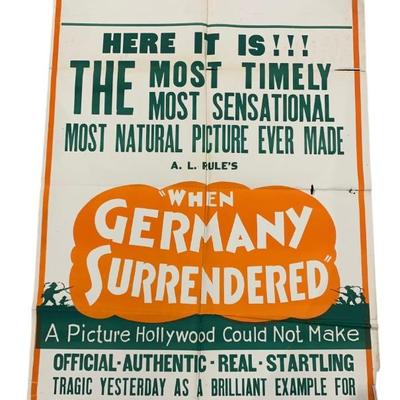 HERE IT IS!!!
THE MOST TIMELY
MOST SENSATIONAL
MOST NATURAL PICTURE EVER MADE
A. L. RULE'S
"WHEN
GERMANY
SURRENDERED"
A Picture Hollywood Could Not Make
OFFICIAL-AUTHENTIC-REAL-STARTLING
TRAGIC YESTERDAY AS A BRILLIANT EXAMPLE FOR